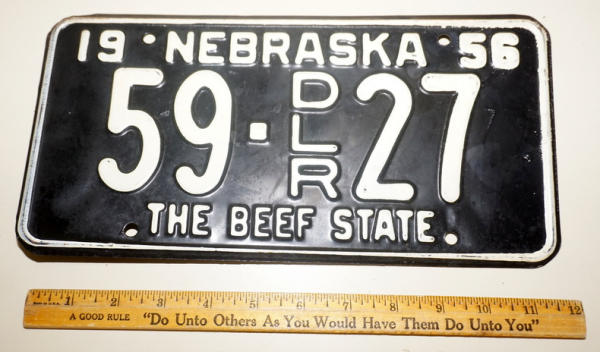 19 NEBRASKA 56
59 · DLR 27
THE BEEF STATE
1 2 3 4 5 6 7 8 9 10 11 12
A GOOD RULE "Do Unto Others As You Would Have Them Do Unto You"